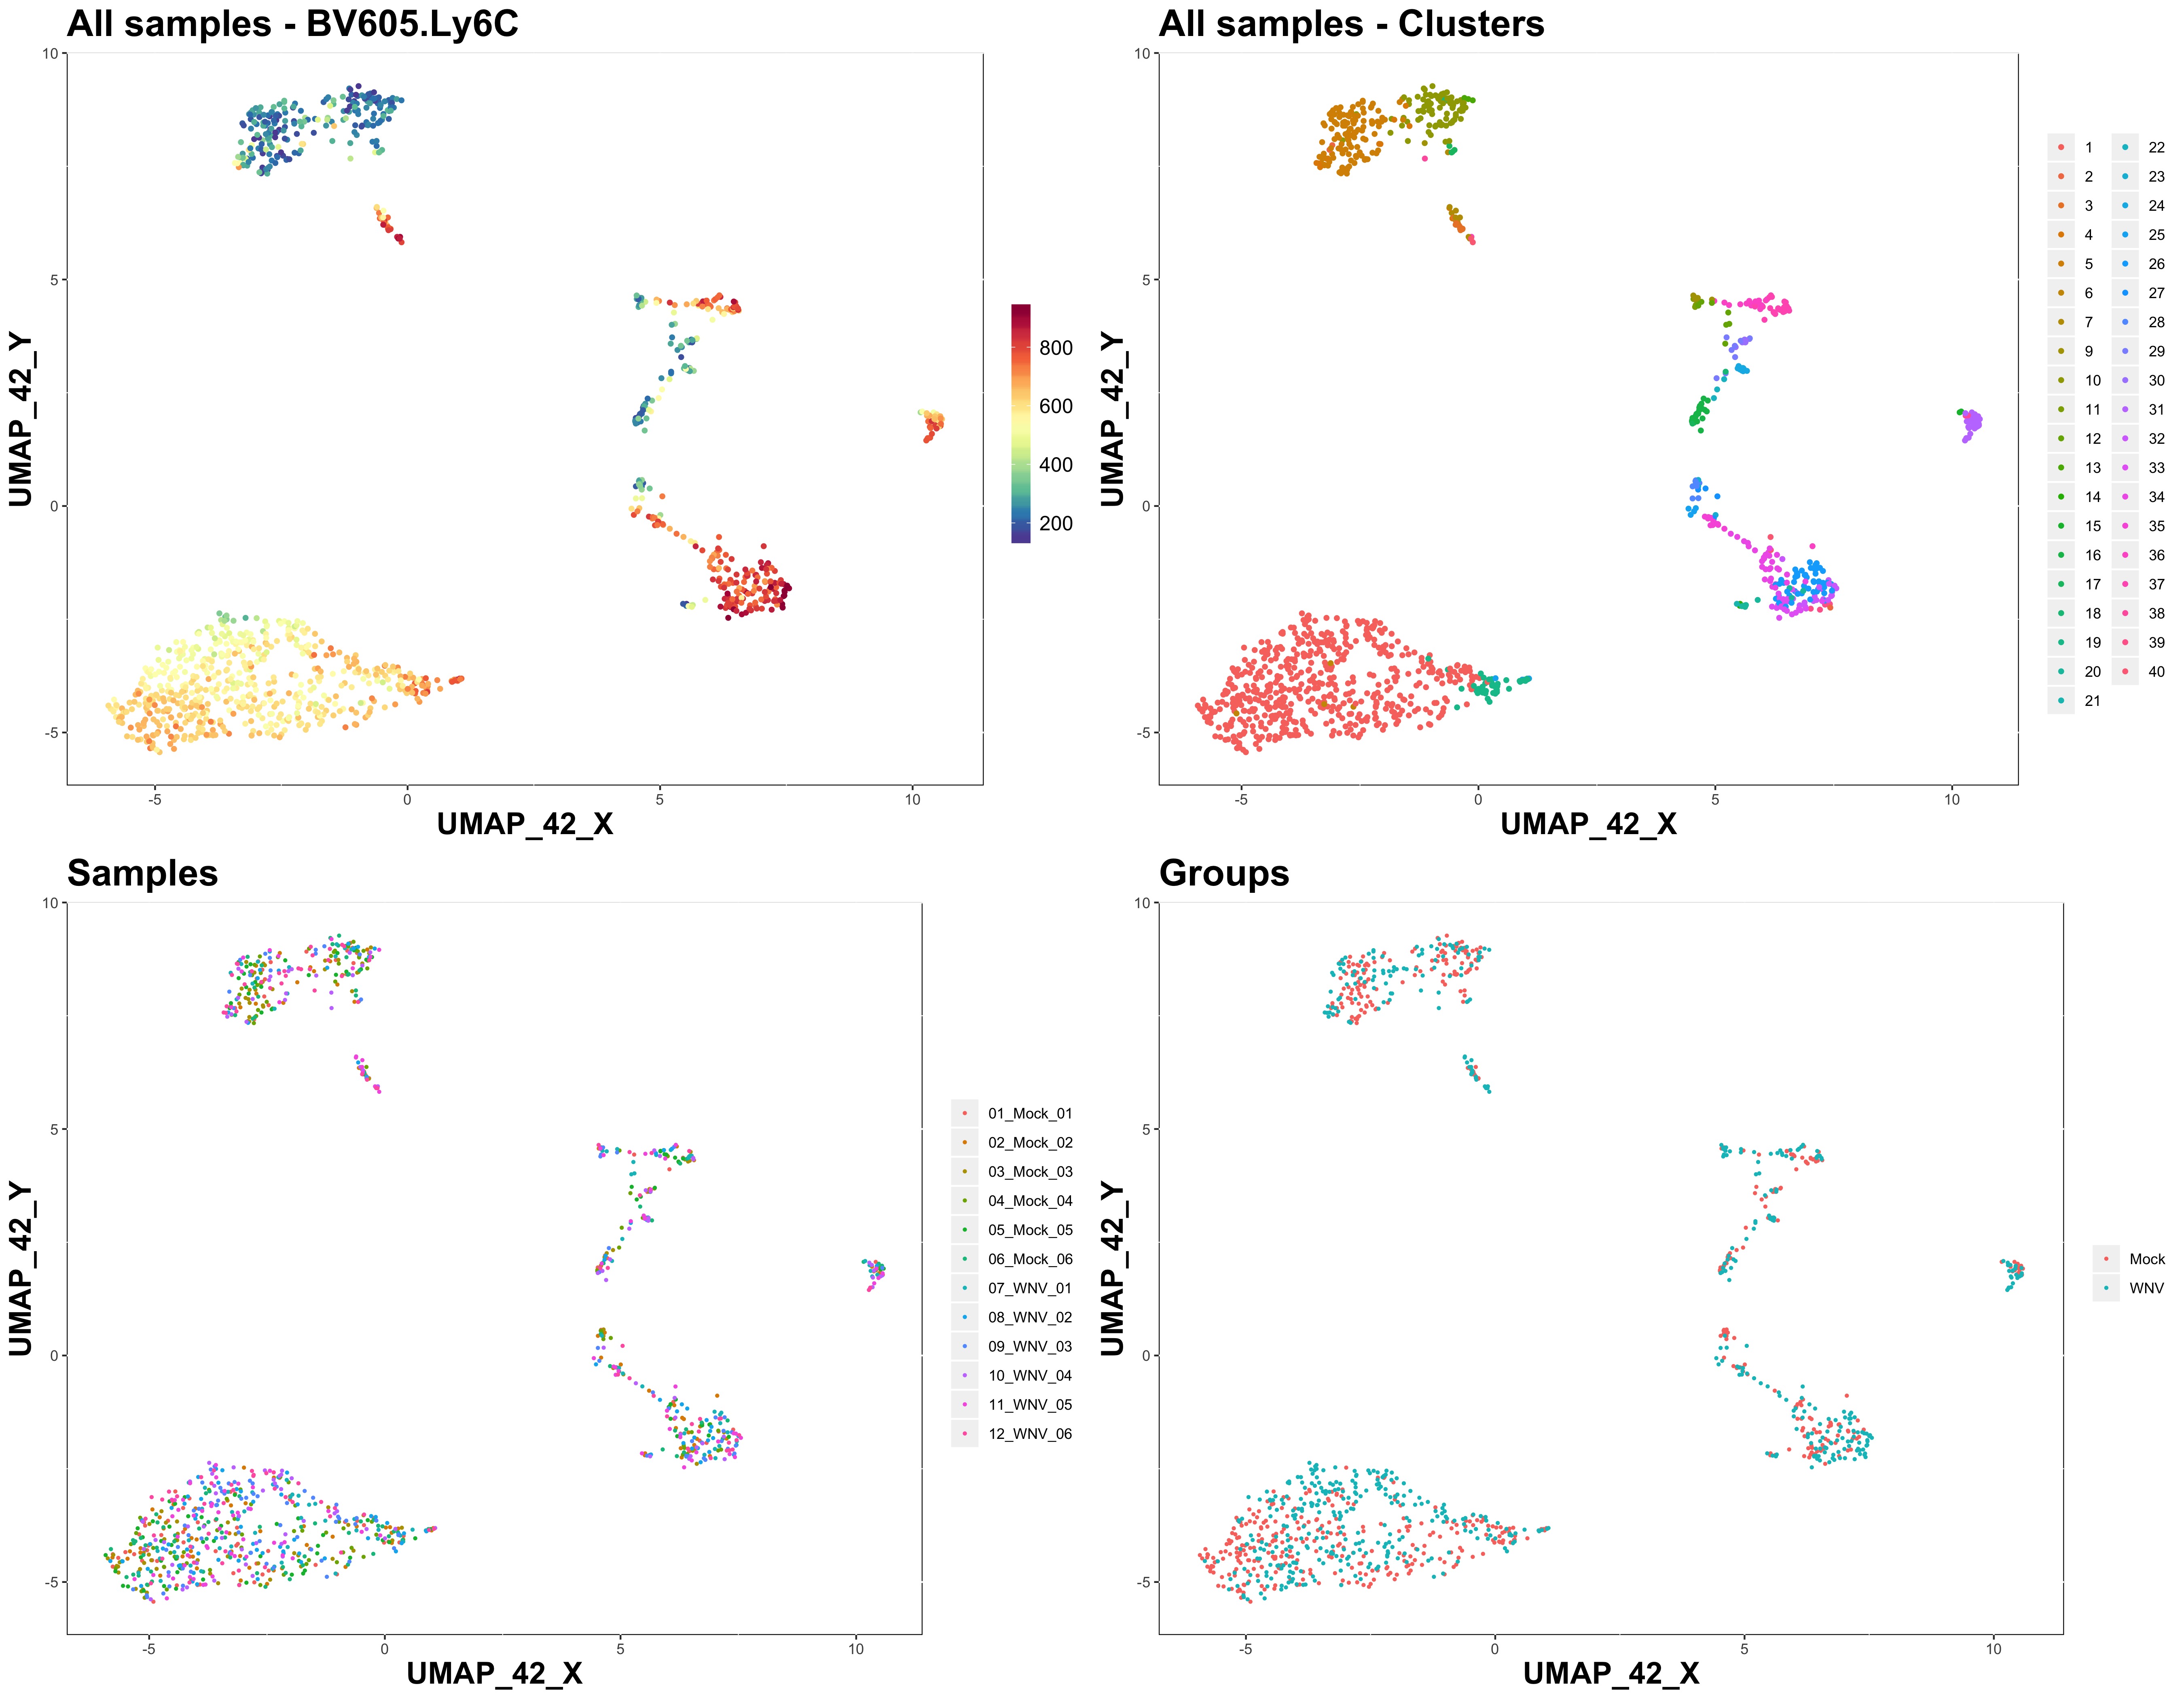 All samples - BV605.Ly6C
10
5
0
-5
-5
0
5
10
UMAP_42_X
UMAP_42_Y
800
600
400
200
All samples - Clusters
10
5
0
-5
-5
0
5
10
UMAP_42_X
UMAP_42_Y
1
2
3
4
5
6
7
9
10
11
12
13
14
15
16
17
18
19
20
21
22
23
24
25
26
27
28
29
30
31
32
33
34
35
36
37
38
39
40
Samples
10
5
0
-5
-5
0
5
10
UMAP_42_X
UMAP_42_Y
01_Mock_01
02_Mock_02
03_Mock_03
04_Mock_04
05_Mock_05
06_Mock_06
07_WNV_01
08_WNV_02
09_WNV_03
10_WNV_04
11_WNV_05
12_WNV_06
Groups
10
5
0
-5
-5
0
5
10
UMAP_42_X
UMAP_42_Y
Mock
WNV